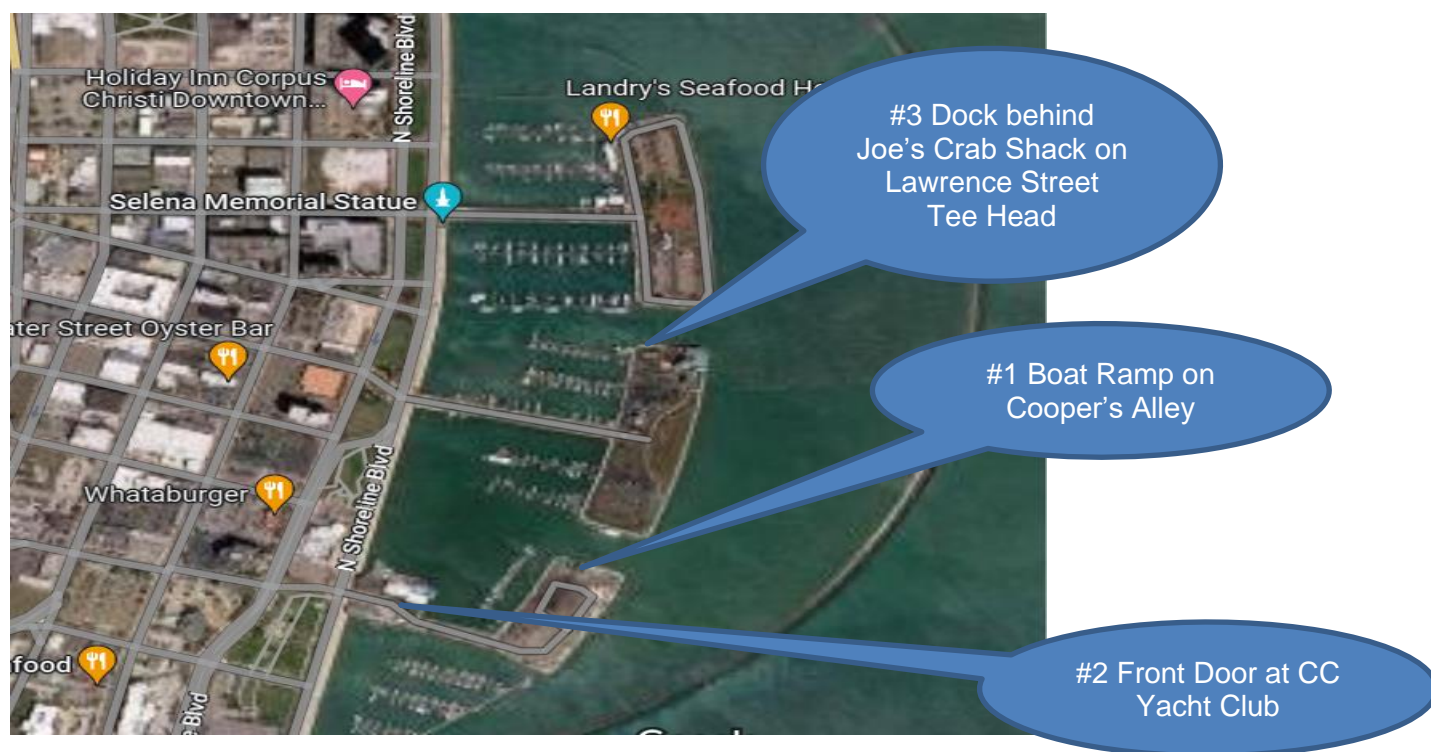 Holiday Inn Corpus
Christi Downtown...
N Shoreline Blvd
Landry's Seafood
Selena Memorial Statue
Street Oyster Bar
Whataburger
N Shoreline Blvd
Blvd
#3 Dock behind
Joe's Crab Shack on
Lawrence Street
Tee Head
#1 Boat Ramp on
Cooper's Alley
#2 Front Door at CC
Yacht Club